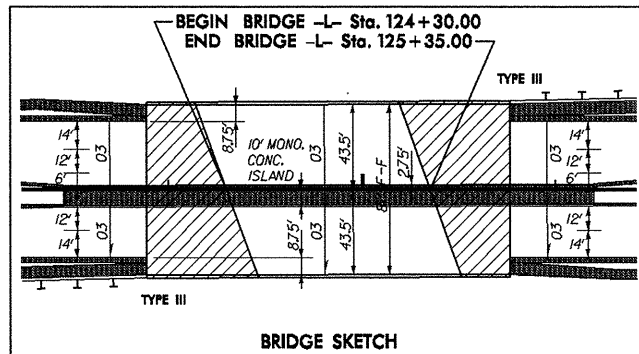 BEGIN BRIDGE -L- Sta. 124+30.00
END BRIDGE -L- Sta. 125+35.00
TYPE III
14'
12'
6'
03
8.75'
10' MONO.
CONC.
ISLAND
03
43.5'
F-F
2.75'
03
14'
12'
6'
12'
14'
03
8.75'
03
43.5'
03
12'
14'
TYPE III
BRIDGE SKETCH